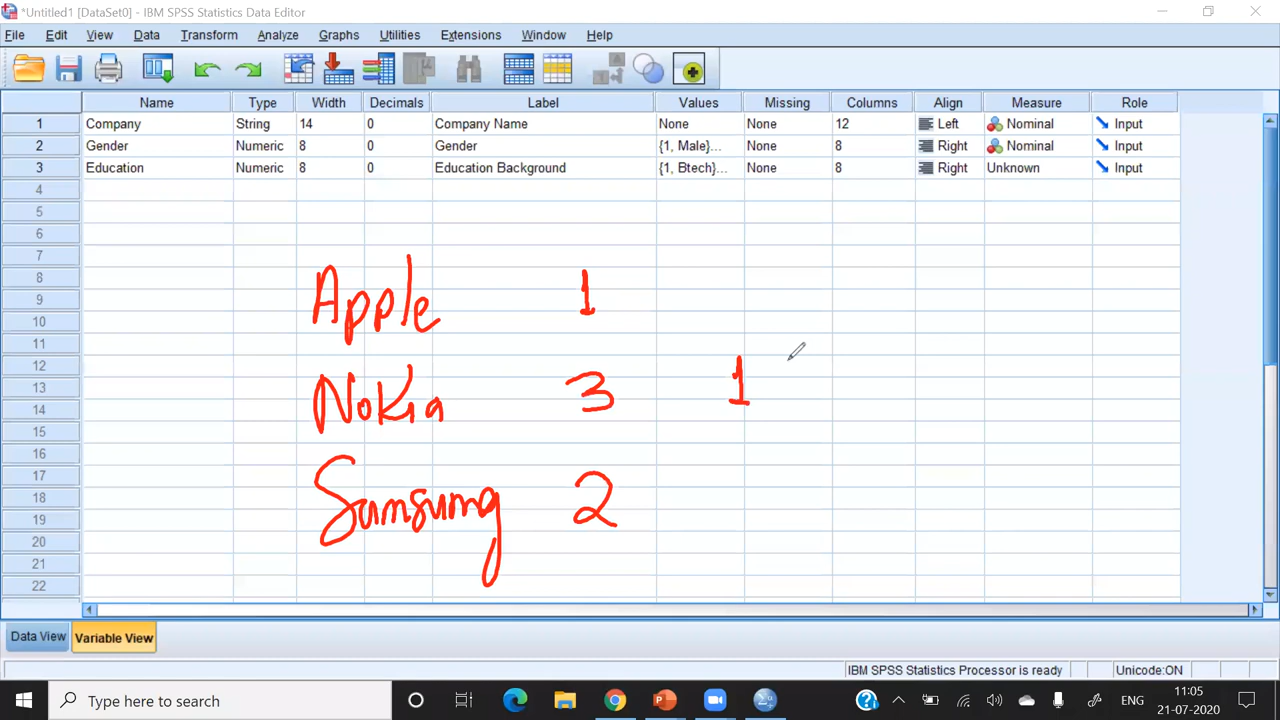 *Untitled1 [DataSet0] - IBM SPSS Statistics Data Editor
File Edit View Data Transform Analyze Graphs Utilities Extensions Window Help
Name Type Width Decimals Label Values Missing Columns Align Measure Role
1 Company String 14 0 Company Name None None 12 Left Nominal Input
2 Gender Numeric 8 0 Gender {1, Male}... None 8 Right Nominal Input
3 Education Numeric 8 0 Education Background {1, Btech}... None 8 Right Unknown Input
4
5
6
7
8
9
10
11
12
13
14
15
16
17
18
19
20
21
22
Apple 1
Nokia 3 1
Samsung 2
Data View Variable View
IBM SPSS Statistics Processor is ready Unicode:ON
Type here to search
ENG
11:05
21-07-2020